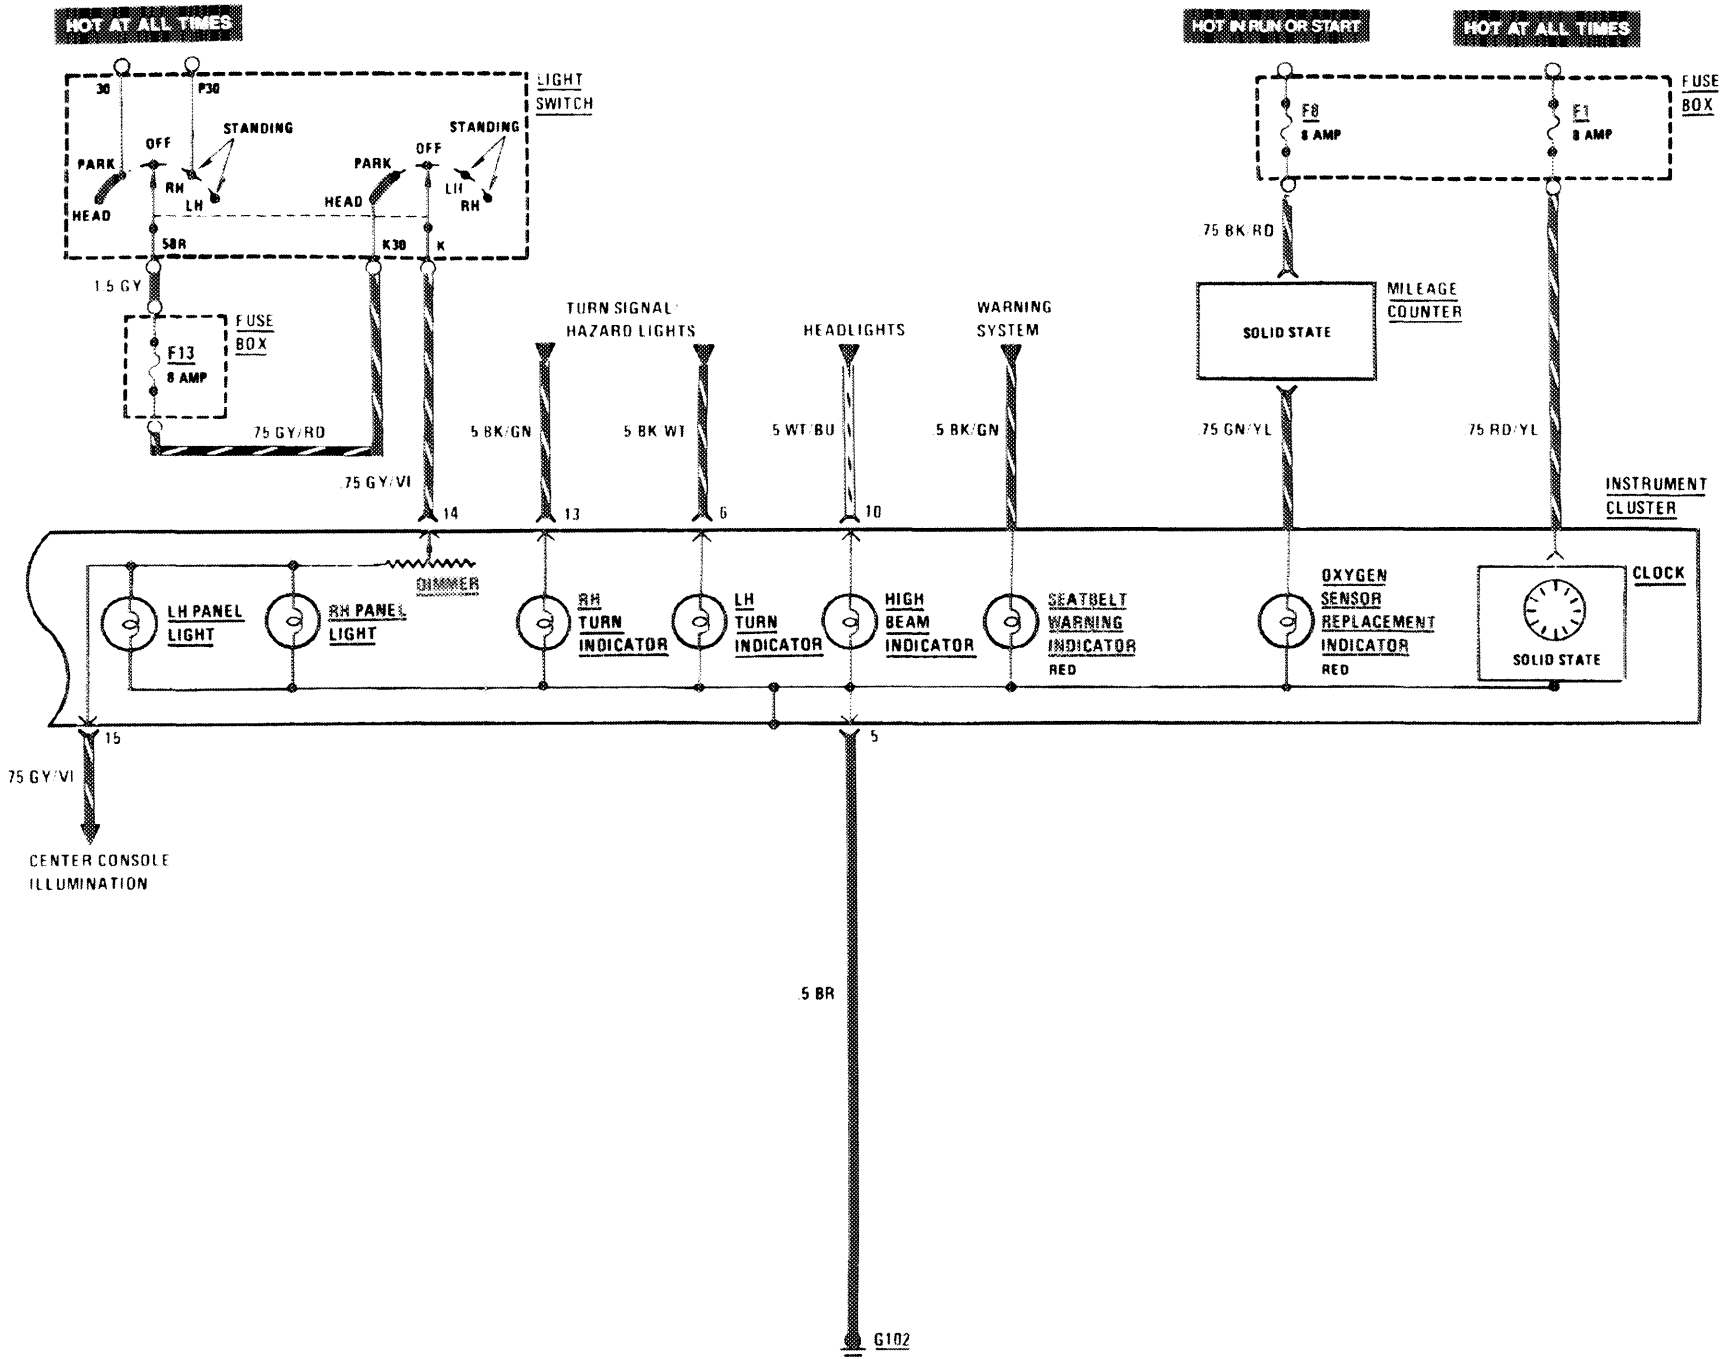 HOT AT ALL TIMES
HOT IN RUN OR START
HOT AT ALL TIMES
30
P30
LIGHT
SWITCH
STANDING
OFF
PARK
RH
LH
HEAD
58R
STANDING
OFF
PARK
LH
RH
HEAD
K30
K
FUSE
BOX
F8
8 AMP
F1
8 AMP
1.5 GY
FUSE
BOX
F13
8 AMP
.75 GY/RD
.75 GY/VI
TURN SIGNAL/
HAZARD LIGHTS
HEADLIGHTS
WARNING
SYSTEM
.75 BK/RD
MILEAGE
COUNTER
SOLID STATE
.5 BK/GN
.5 BK/WT
.5 WT/BU
.5 BK/GN
.75 GN/YL
.75 RD/YL
14
13
6
10
INSTRUMENT
CLUSTER
DIMMER
LH PANEL
LIGHT
RH PANEL
LIGHT
RH
TURN
INDICATOR
LH
TURN
INDICATOR
HIGH
BEAM
INDICATOR
SEATBELT
WARNING
INDICATOR
RED
OXYGEN
SENSOR
REPLACEMENT
INDICATOR
RED
CLOCK
SOLID STATE
15
5
.75 GY/VI
CENTER CONSOLE
ILLUMINATION
.5 BR
G102